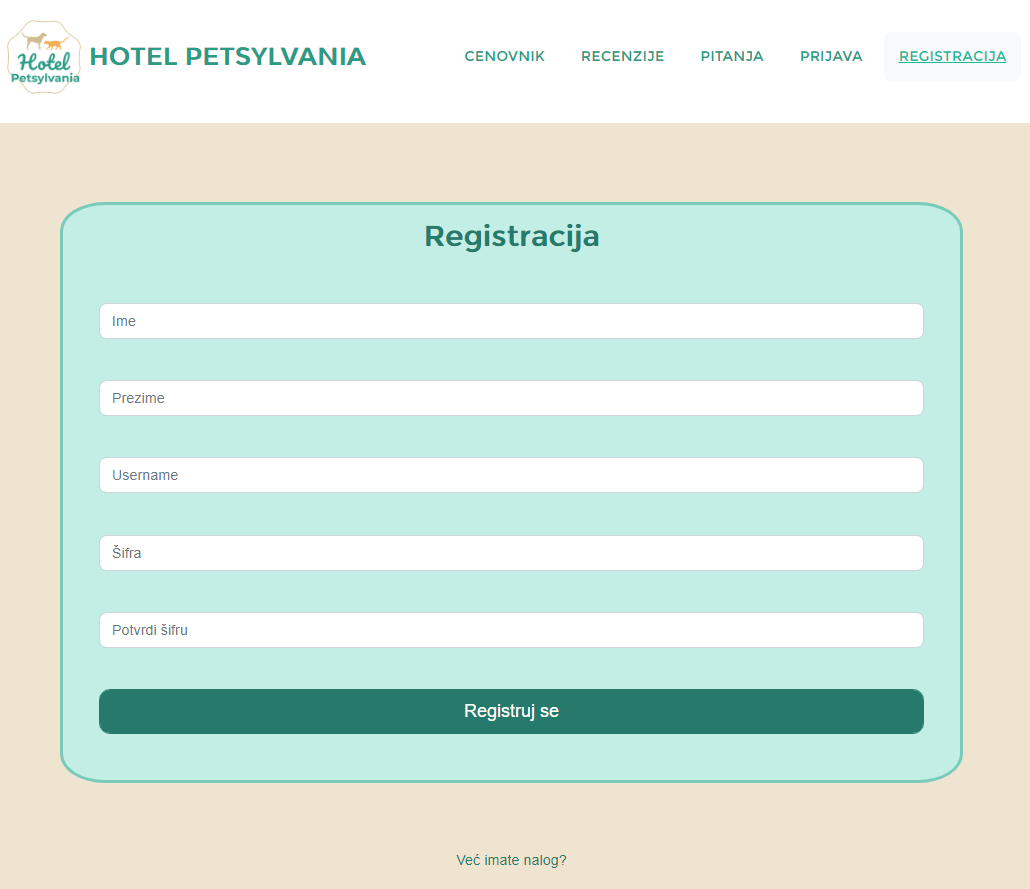 Hotel
Petsylvania
HOTEL PETSYLVANIA
CENOVNIK RECENZIJE PITANJA PRIJAVA REGISTRACIJA
Registracija
Ime
Prezime
Username
Šifra
Potvrdi šifru
Registruj se
Već imate nalog?